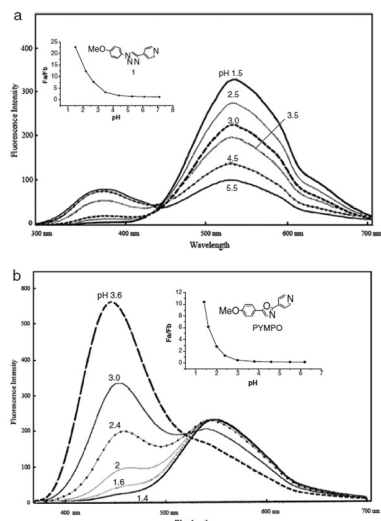 a
Fluorescence Intensity
400
300
200
100
0
300 nm
400 nm
500 nm
600 nm
700 nm
Wavelength
pH 1.5
2.5
3.0
3.5
4.5
5.5
Fa/Fb
25
20
15
10
5
0
0 1 2 3 4 5 6 7 8
pH
MeO
N
N
N=N
1
b
Fluorescence Intensity
600
500
400
300
200
100
0
400 nm
500 nm
600 nm
700 nm
pH 3.6
3.0
2.4
2
1.6
1.4
Fa/Fb
12
10
8
6
4
2
0
0 1 2 3 4 5 6 7
pH
MeO
O
N
N
PYMPO